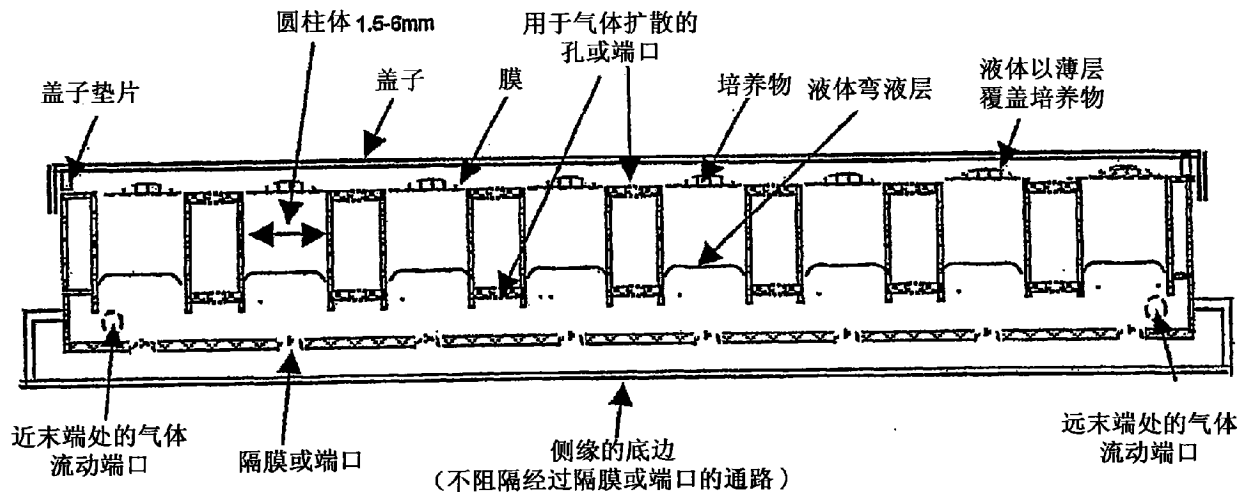 圆柱体 1.5-6mm
用于气体扩散的
孔或端口
盖子垫片
盖子
膜
培养物
液体弯液层
液体以薄层
覆盖培养物
近末端处的气体
流动端口
隔膜或端口
侧缘的底边
（不阻隔经过隔膜或端口的通路）
远末端处的气体
流动端口